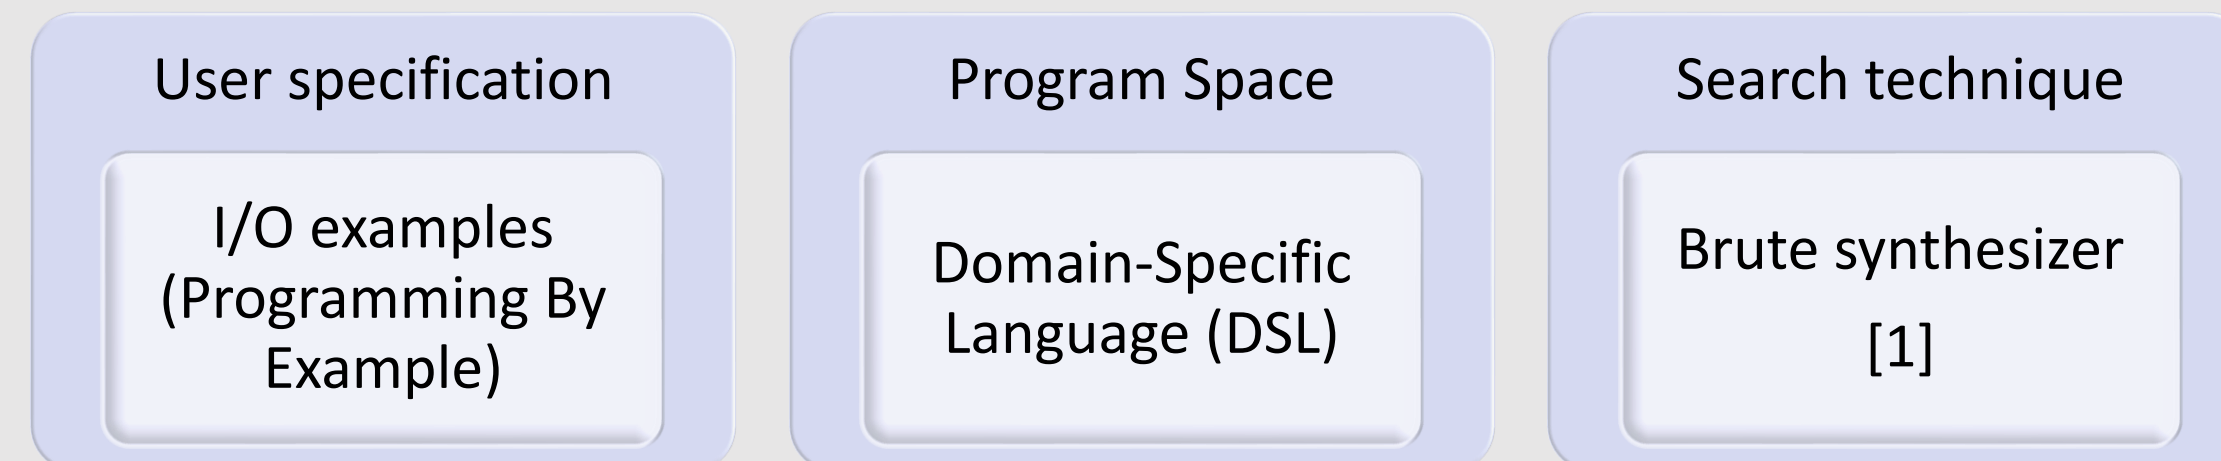 User specification
I/O examples
(Programming By
Example)
Program Space
Domain-Specific
Language (DSL)
Search technique
Brute synthesizer
[1]